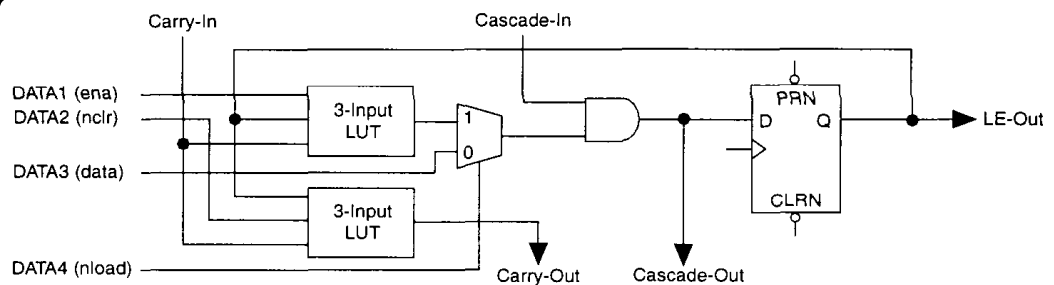 Carry-In
Cascade-In
DATA1 (ena)
DATA2 (nclr)
3-Input
LUT
1
0
PRN
D
Q
LE-Out
DATA3 (data)
3-Input
LUT
CLRN
DATA4 (nload)
Carry-Out
Cascade-Out